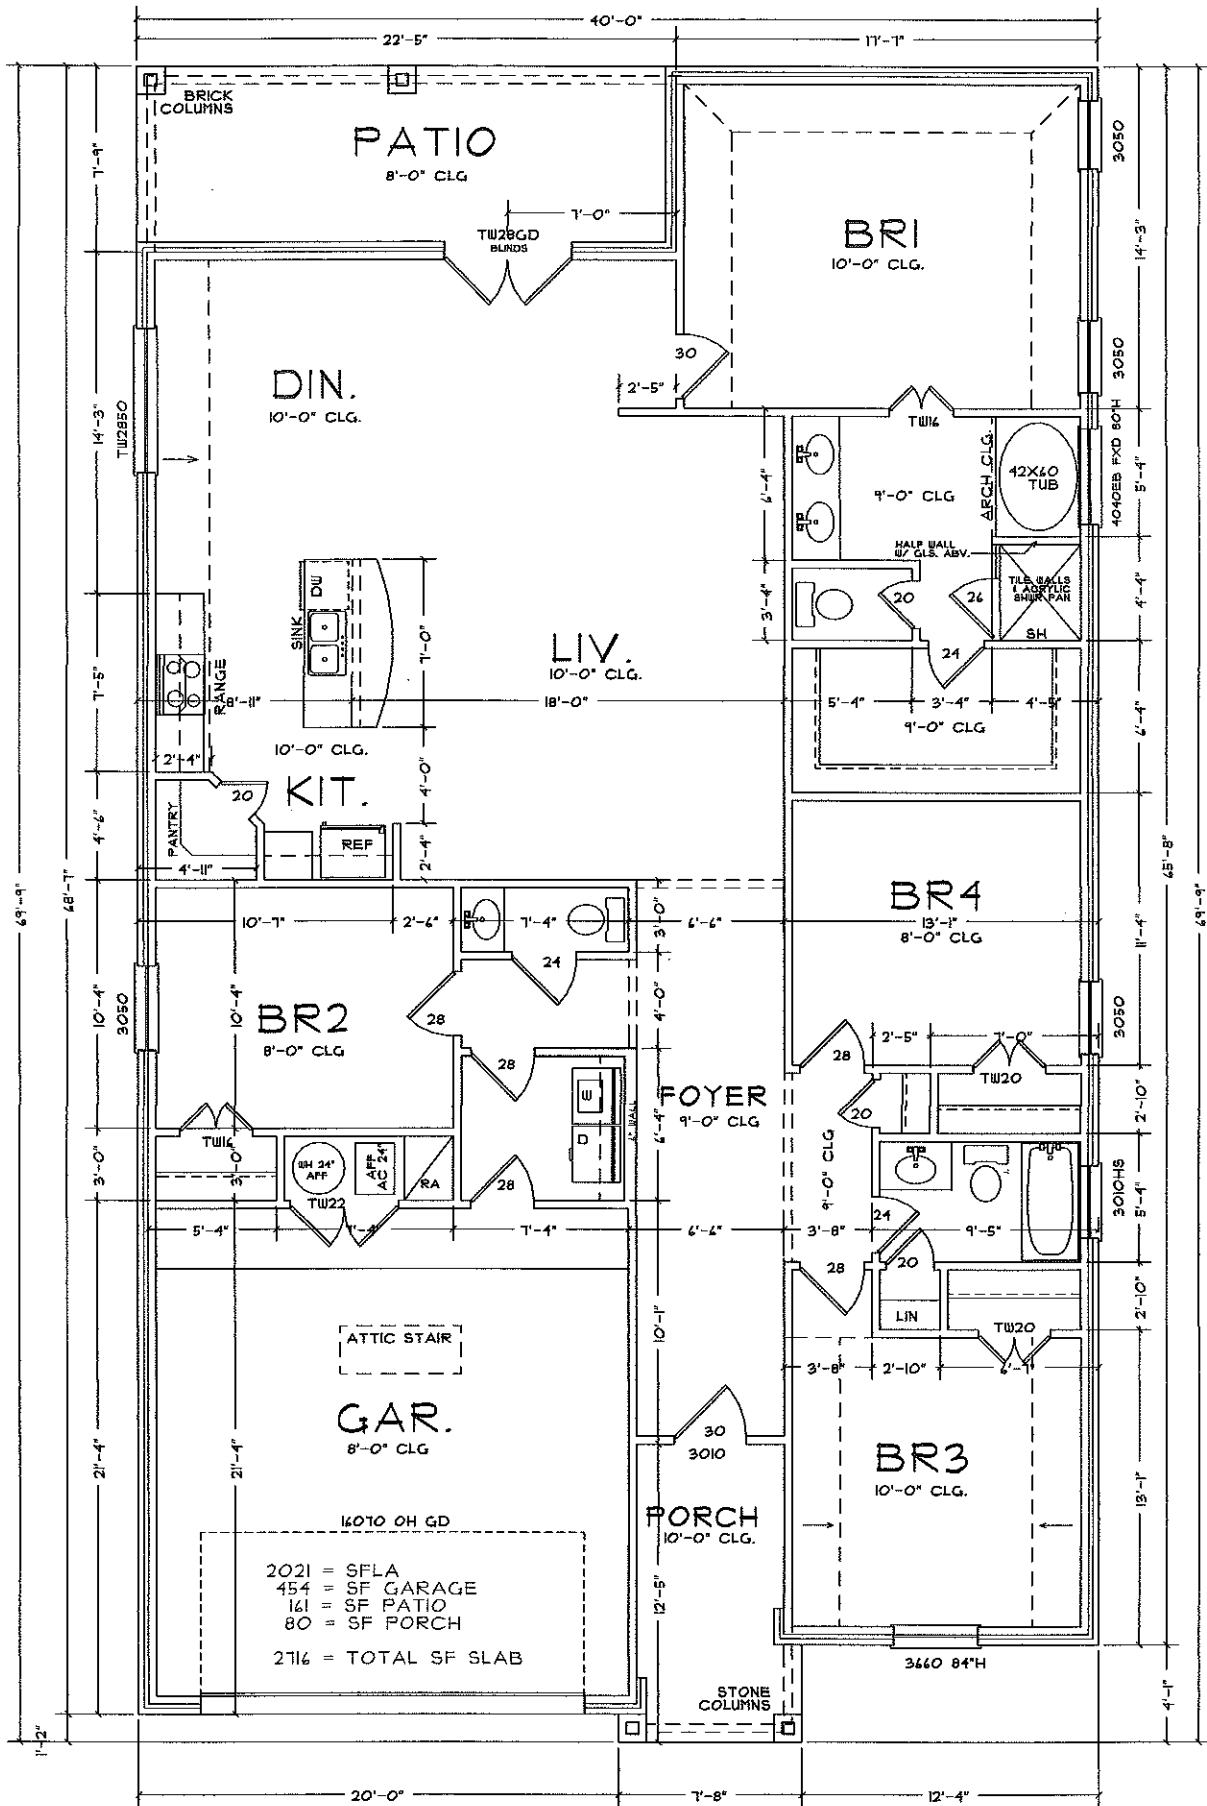 40'-0"
22'-5"
17'-7"
BRICK
COLUMNS
PATIO
8'-0" CLG
7'-9"
3050
7'-0"
TW28GD
BLINDS
BR1
10'-0" CLG.
14'-3"
30
3050
DIN.
10'-0" CLG.
2'-5"
14'-3"
TW2850
TW16
4040EB FXD 80"H
6'-4"
9'-0" CLG
ARCH CLG.
42X60
TUB
5'-4"
HALF WALL
W/ GLS. ABV.
DW
SINK
3'-4"
20
26
TILE WALLS
& ACRYLIC
SHWR PAN
4'-4"
SH
24
LIV.
10'-0" CLG.
7'-0"
7'-5"
RANGE
8'-11"
18'-0"
5'-4"
3'-4"
4'-5"
9'-0" CLG
6'-4"
10'-0" CLG.
2'-4"
KIT.
20
4'-0"
4'-6"
PANTRY
REF
2'-4"
4'-11"
69'-9"
68'-7"
65'-8"
69'-9"
BR4
13'-1"
8'-0" CLG
11'-4"
10'-7"
2'-6"
7'-4"
3'-0"
6'-6"
24
10'-4"
3050
10'-4"
BR2
8'-0" CLG
28
4'-0"
3050
28
28
2'-5"
7'-0"
TW20
W
D
6" WALL
FOYER
9'-0" CLG
6'-4"
20
2'-10"
TW16
3'-0"
3'-0"
WH 24"
AFF
AFF
AC 24"
RA
TW22
28
9'-0" CLG
3010HS
5'-4"
5'-4"
7'-4"
7'-4"
6'-6"
3'-8"
24
9'-5"
28
20
LIN
2'-10"
TW20
10'-1"
ATTIC STAIR
3'-8"
2'-10"
6'-7"
GAR.
8'-0" CLG
30
3010
21'-4"
21'-4"
BR3
10'-0" CLG.
13'-1"
16070 OH GD
PORCH
10'-0" CLG.
2021 = SFLA
454 = SF GARAGE
161 = SF PATIO
80 = SF PORCH
2716 = TOTAL SF SLAB
12'-5"
3660 84"H
STONE
COLUMNS
4'-1"
1'-2"
20'-0"
7'-8"
12'-4"